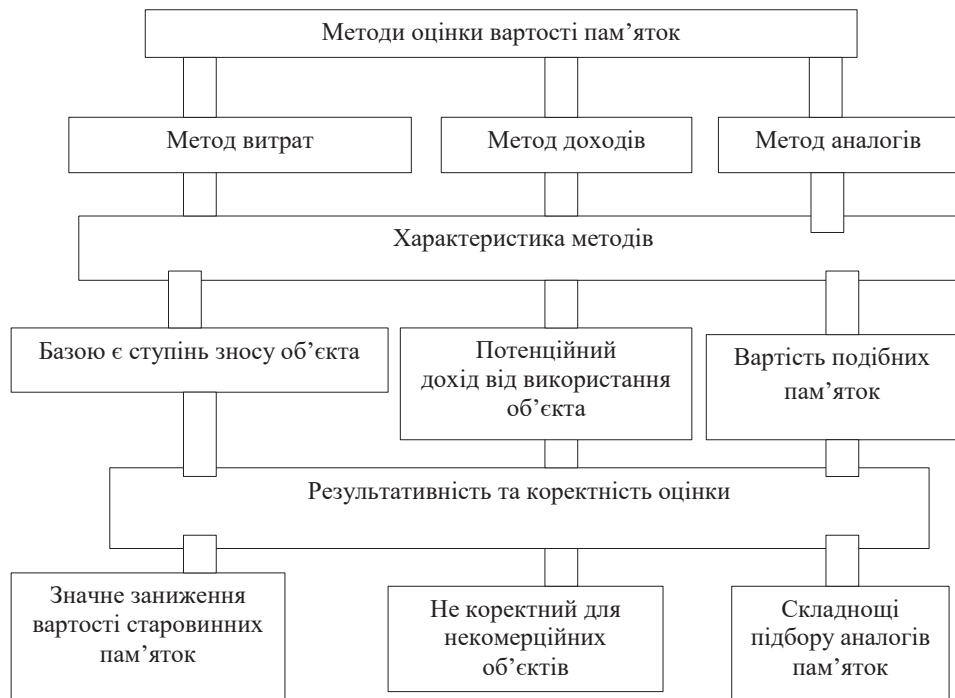 Методи оцінки вартості пам’яток
Метод витрат
Метод доходів
Метод аналогів
Характеристика методів
Базою є ступінь зносу об’єкта
Потенційний
дохід від використання
об’єкта
Вартість подібних
пам’яток
Результативність та коректність оцінки
Значне заниження
вартості старовинних
пам’яток
Не коректний для
некомерційних
об’єктів
Складнощі
підбору аналогів
пам’яток